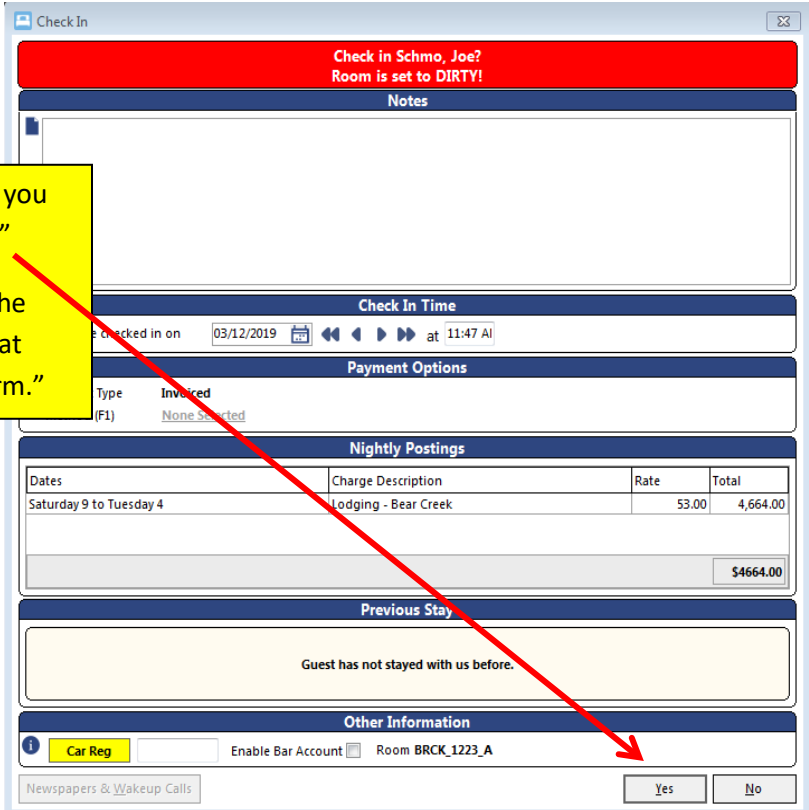 Check In
Check in Schmo, Joe?
Room is set to DIRTY!
Notes
you
”
he
at
rm.”
Check In Time
checked in on 03/12/2019 at 11:47 AM
Payment Options
Type Invoiced
(F1) None Selected
Nightly Postings
Dates Charge Description Rate Total
Saturday 9 to Tuesday 4 Lodging - Bear Creek 53.00 4,664.00
$4664.00
Previous Stay
Guest has not stayed with us before.
Other Information
Car Reg Enable Bar Account Room BRCK_1223_A
Newspapers & Wakeup Calls Yes No